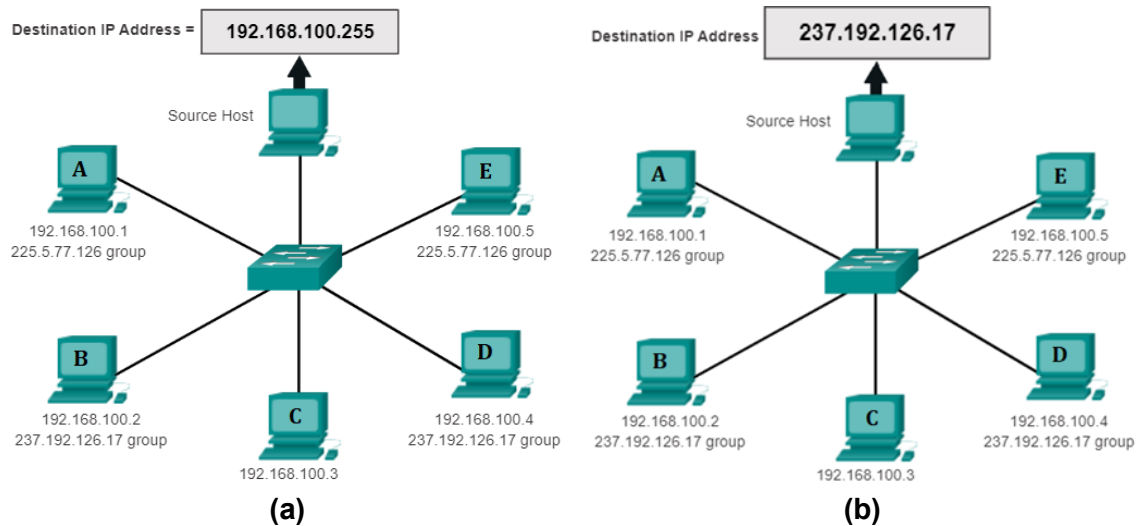 Destination IP Address =
192.168.100.255
Source Host
A
192.168.100.1
225.5.77.126 group
E
192.168.100.5
225.5.77.126 group
B
192.168.100.2
237.192.126.17 group
D
192.168.100.4
237.192.126.17 group
C
192.168.100.3
(a)
Destination IP Address
237.192.126.17
Source Host
A
192.168.100.1
225.5.77.126 group
E
192.168.100.5
225.5.77.126 group
B
192.168.100.2
237.192.126.17 group
D
192.168.100.4
237.192.126.17 group
C
192.168.100.3
(b)